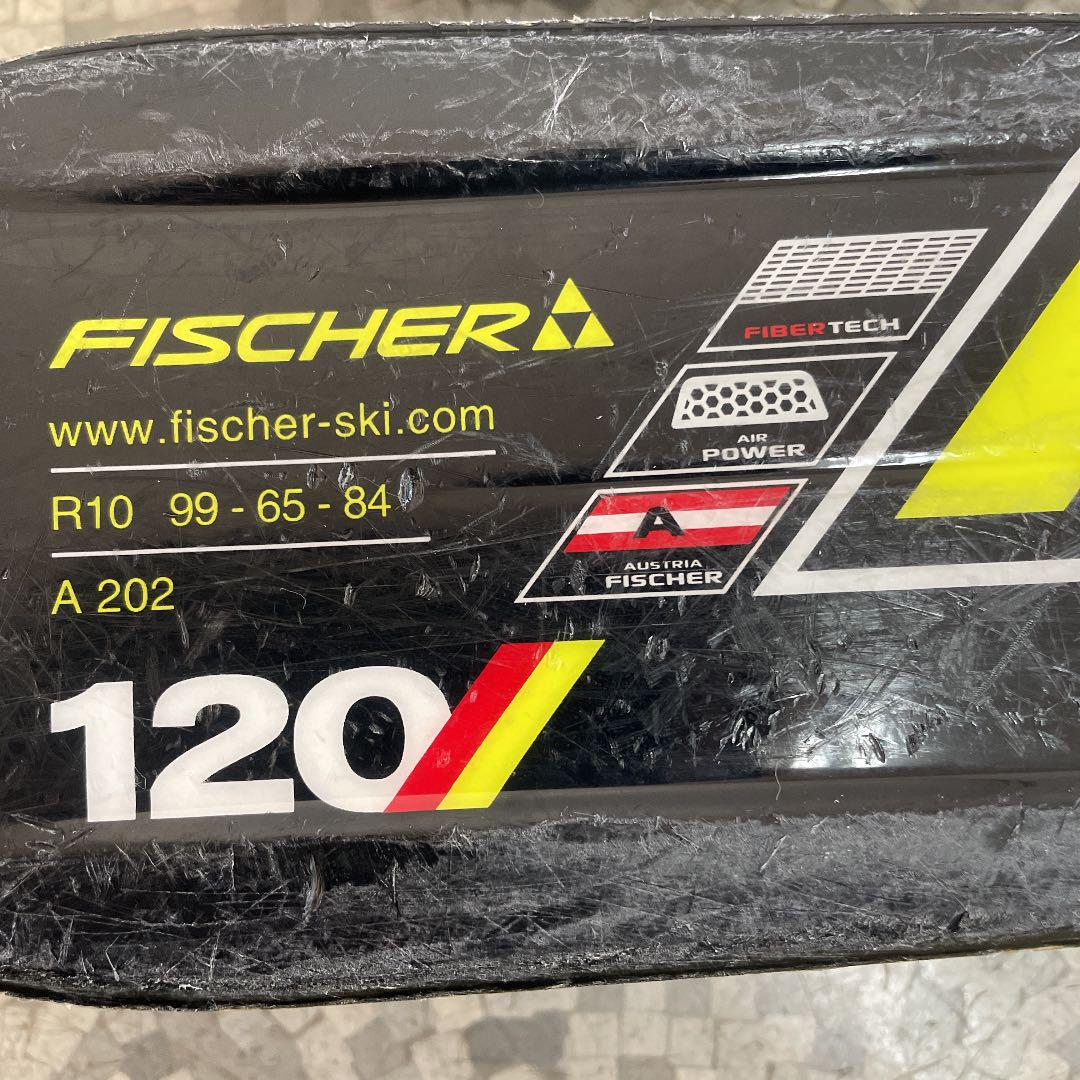 FISCHER
www.fischer-ski.com
R10 99 - 65 - 84
A 202
120
FIBERTECH
AIR
POWER
A
AUSTRIA
FISCHER